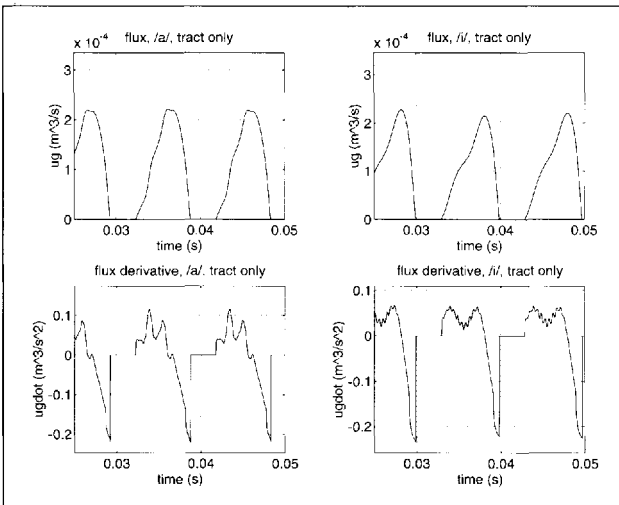 x 10^-4 flux, /a/, tract only
3
2
1
0
ug (m^3/s)
0.03 0.04 0.05
time (s)
x 10^-4 flux, /i/, tract only
3
2
1
0
ug (m^3/s)
0.03 0.04 0.05
time (s)
flux derivative, /a/, tract only
0.1
0
-0.1
-0.2
ugdot (m^3/s^2)
0.03 0.04 0.05
time (s)
flux derivative, /i/, tract only
0.1
0
-0.1
-0.2
ugdot (m^3/s^2)
0.03 0.04 0.05
time (s)